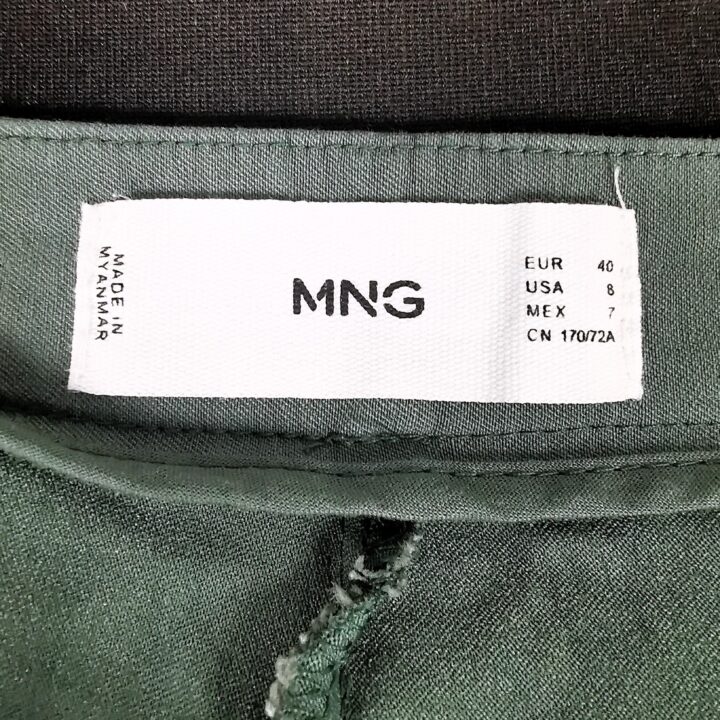 MADE IN
MYANMAR
MNG
EUR 40
USA 8
MEX 7
CN 170/72A